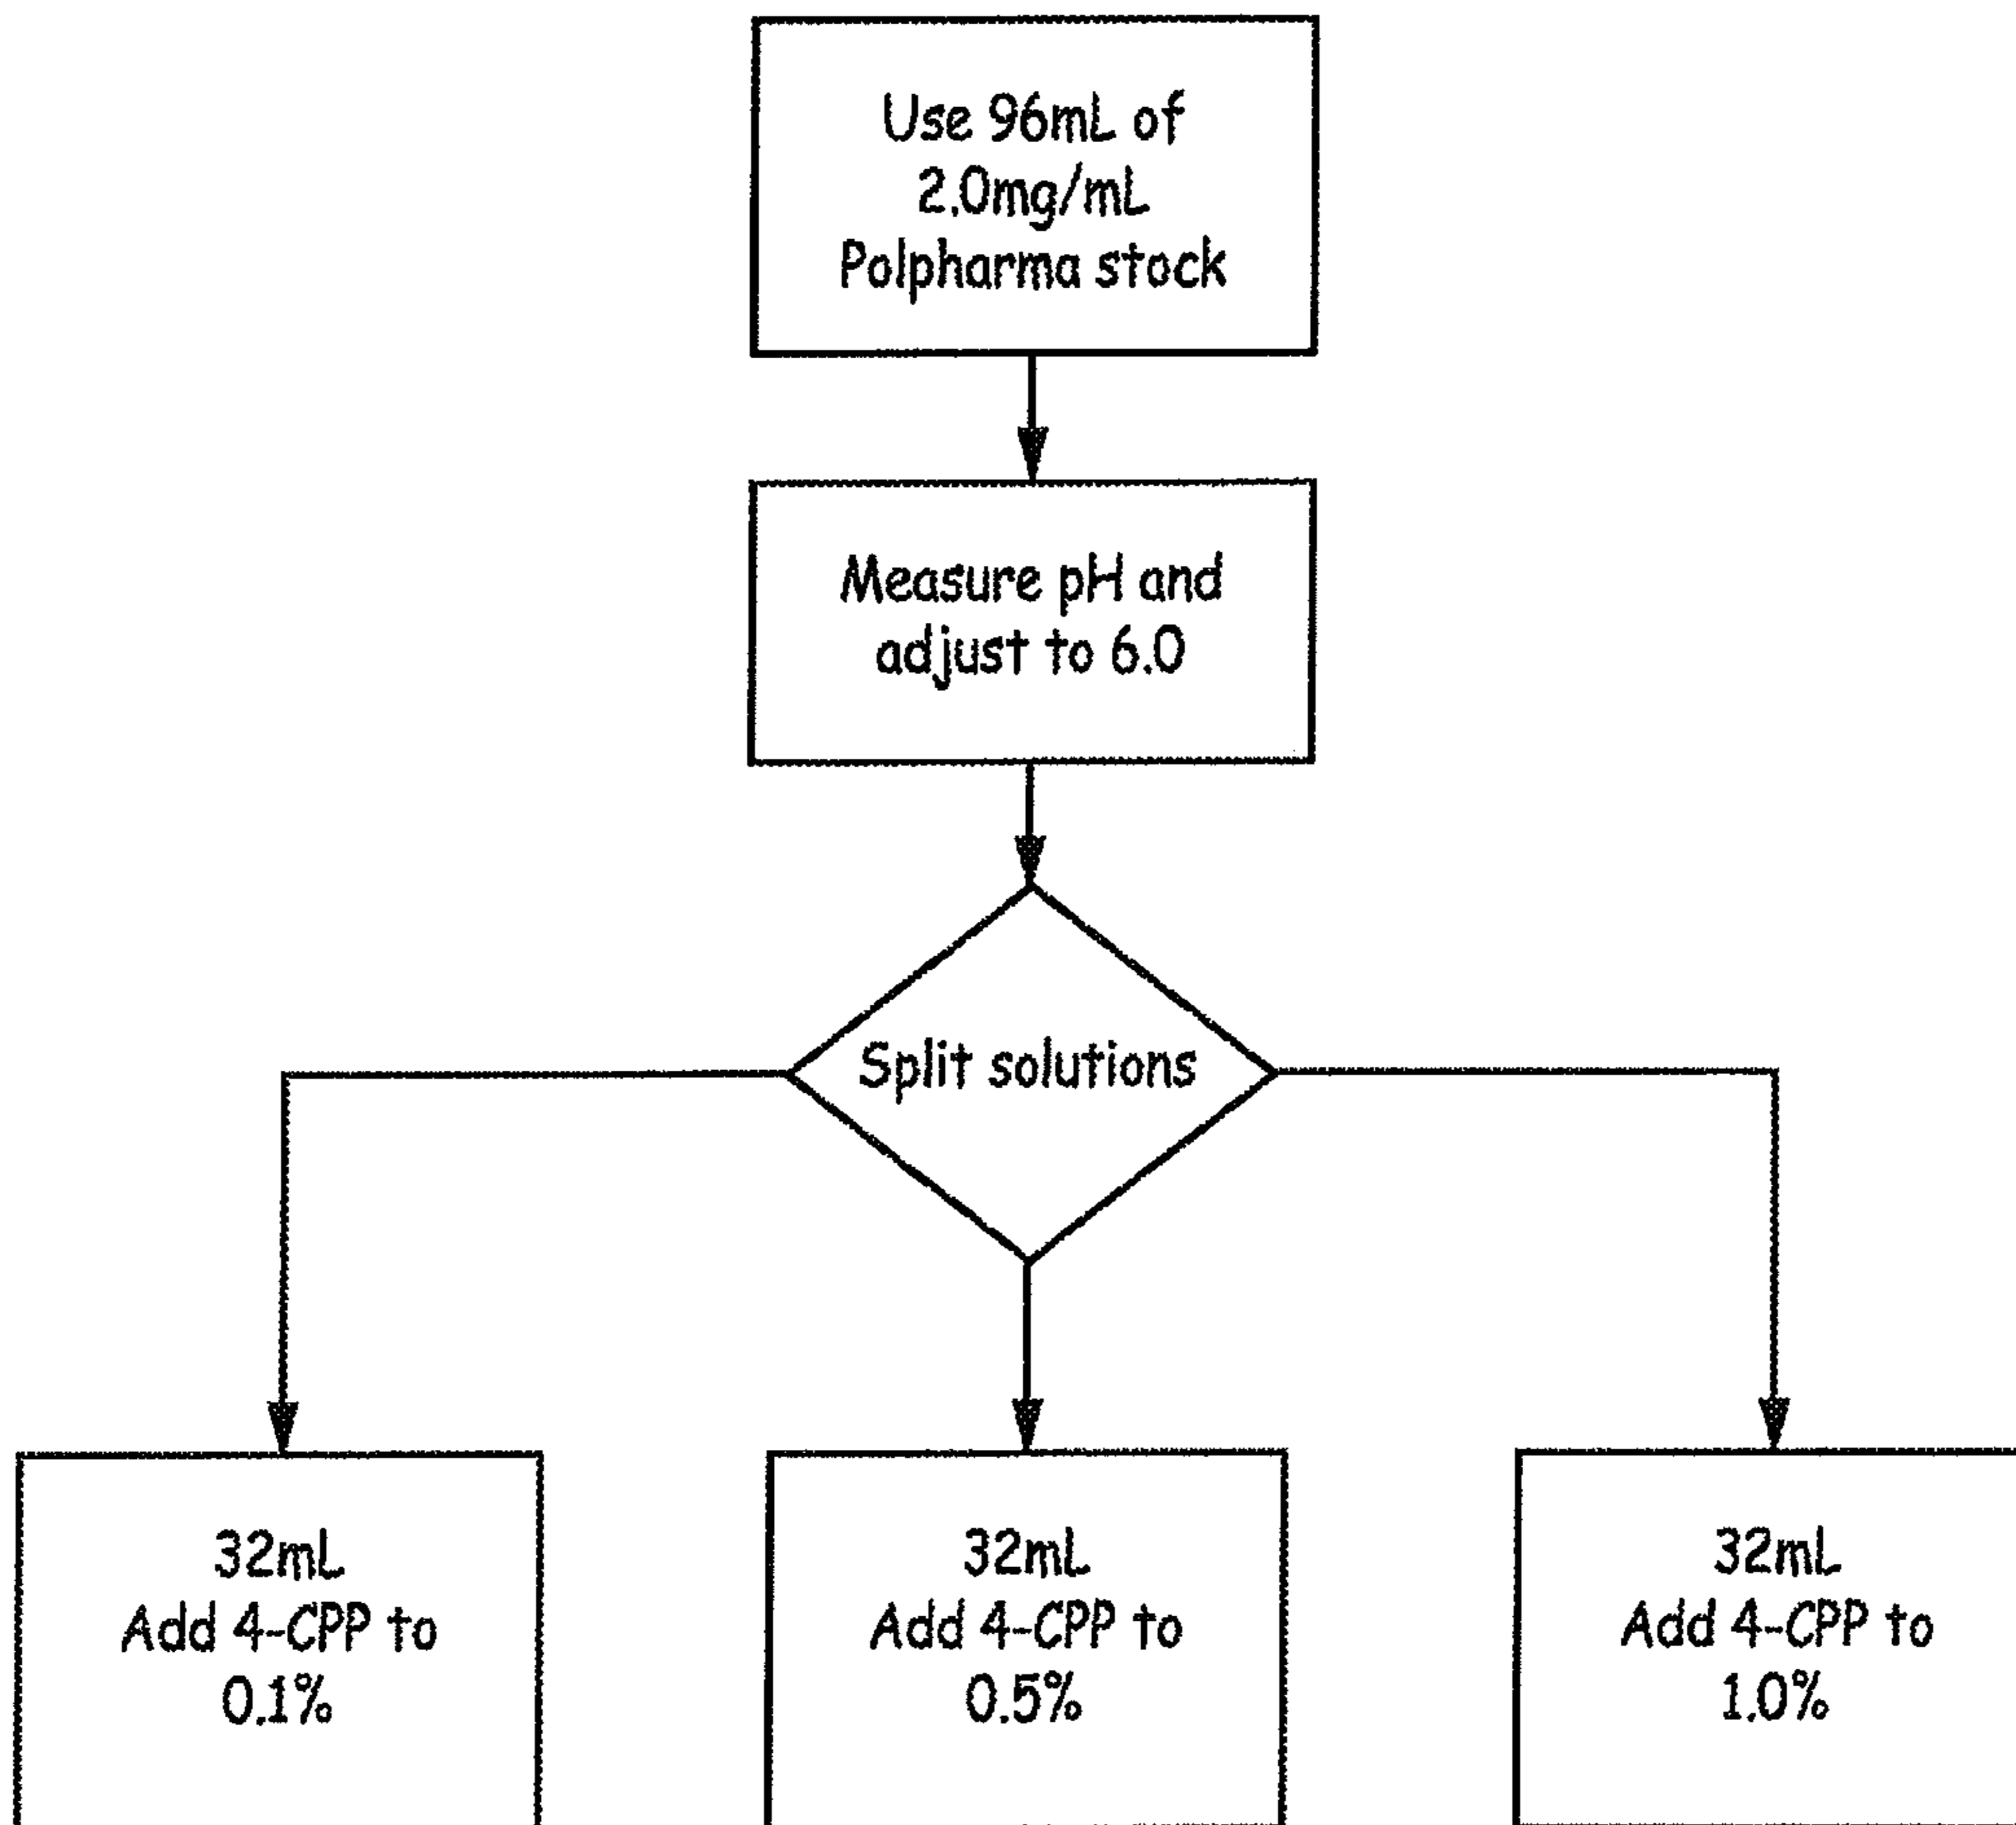 Use 96mL of
2.0mg/mL
Polpharma stock
Measure pH and
adjust to 6.0
Split solutions
32mL
Add 4-CPP to
0.1%
32mL
Add 4-CPP to
0.5%
32mL
Add 4-CPP to
1.0%